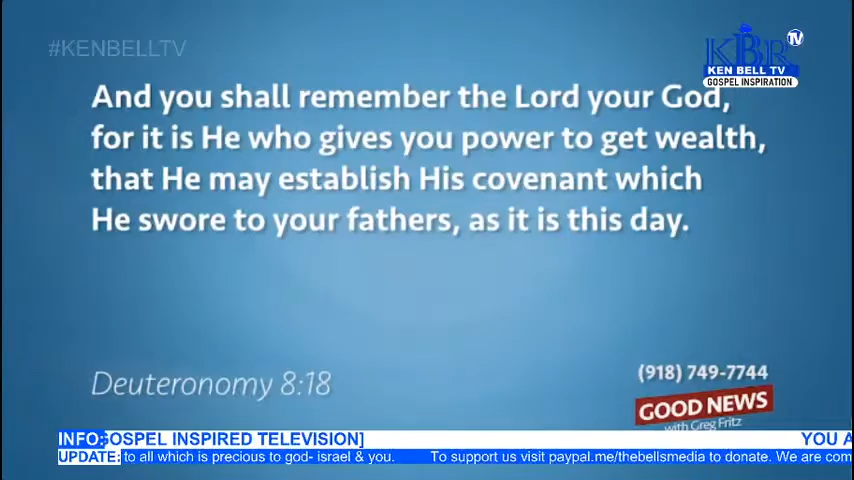 #KENBELLTV
KBR TV
KEN BELL TV
GOSPEL INSPIRATION
And you shall remember the Lord your God,
for it is He who gives you power to get wealth,
that He may establish His covenant which
He swore to your fathers, as it is this day.
Deuteronomy 8:18
(918) 749-7744
GOOD NEWS
with Greg Fritz
INFO: GOSPEL INSPIRED TELEVISION] YOU A
UPDATE: to all which is precious to god- israel & you. To support us visit paypal.me/thebellsmedia to donate. We are com